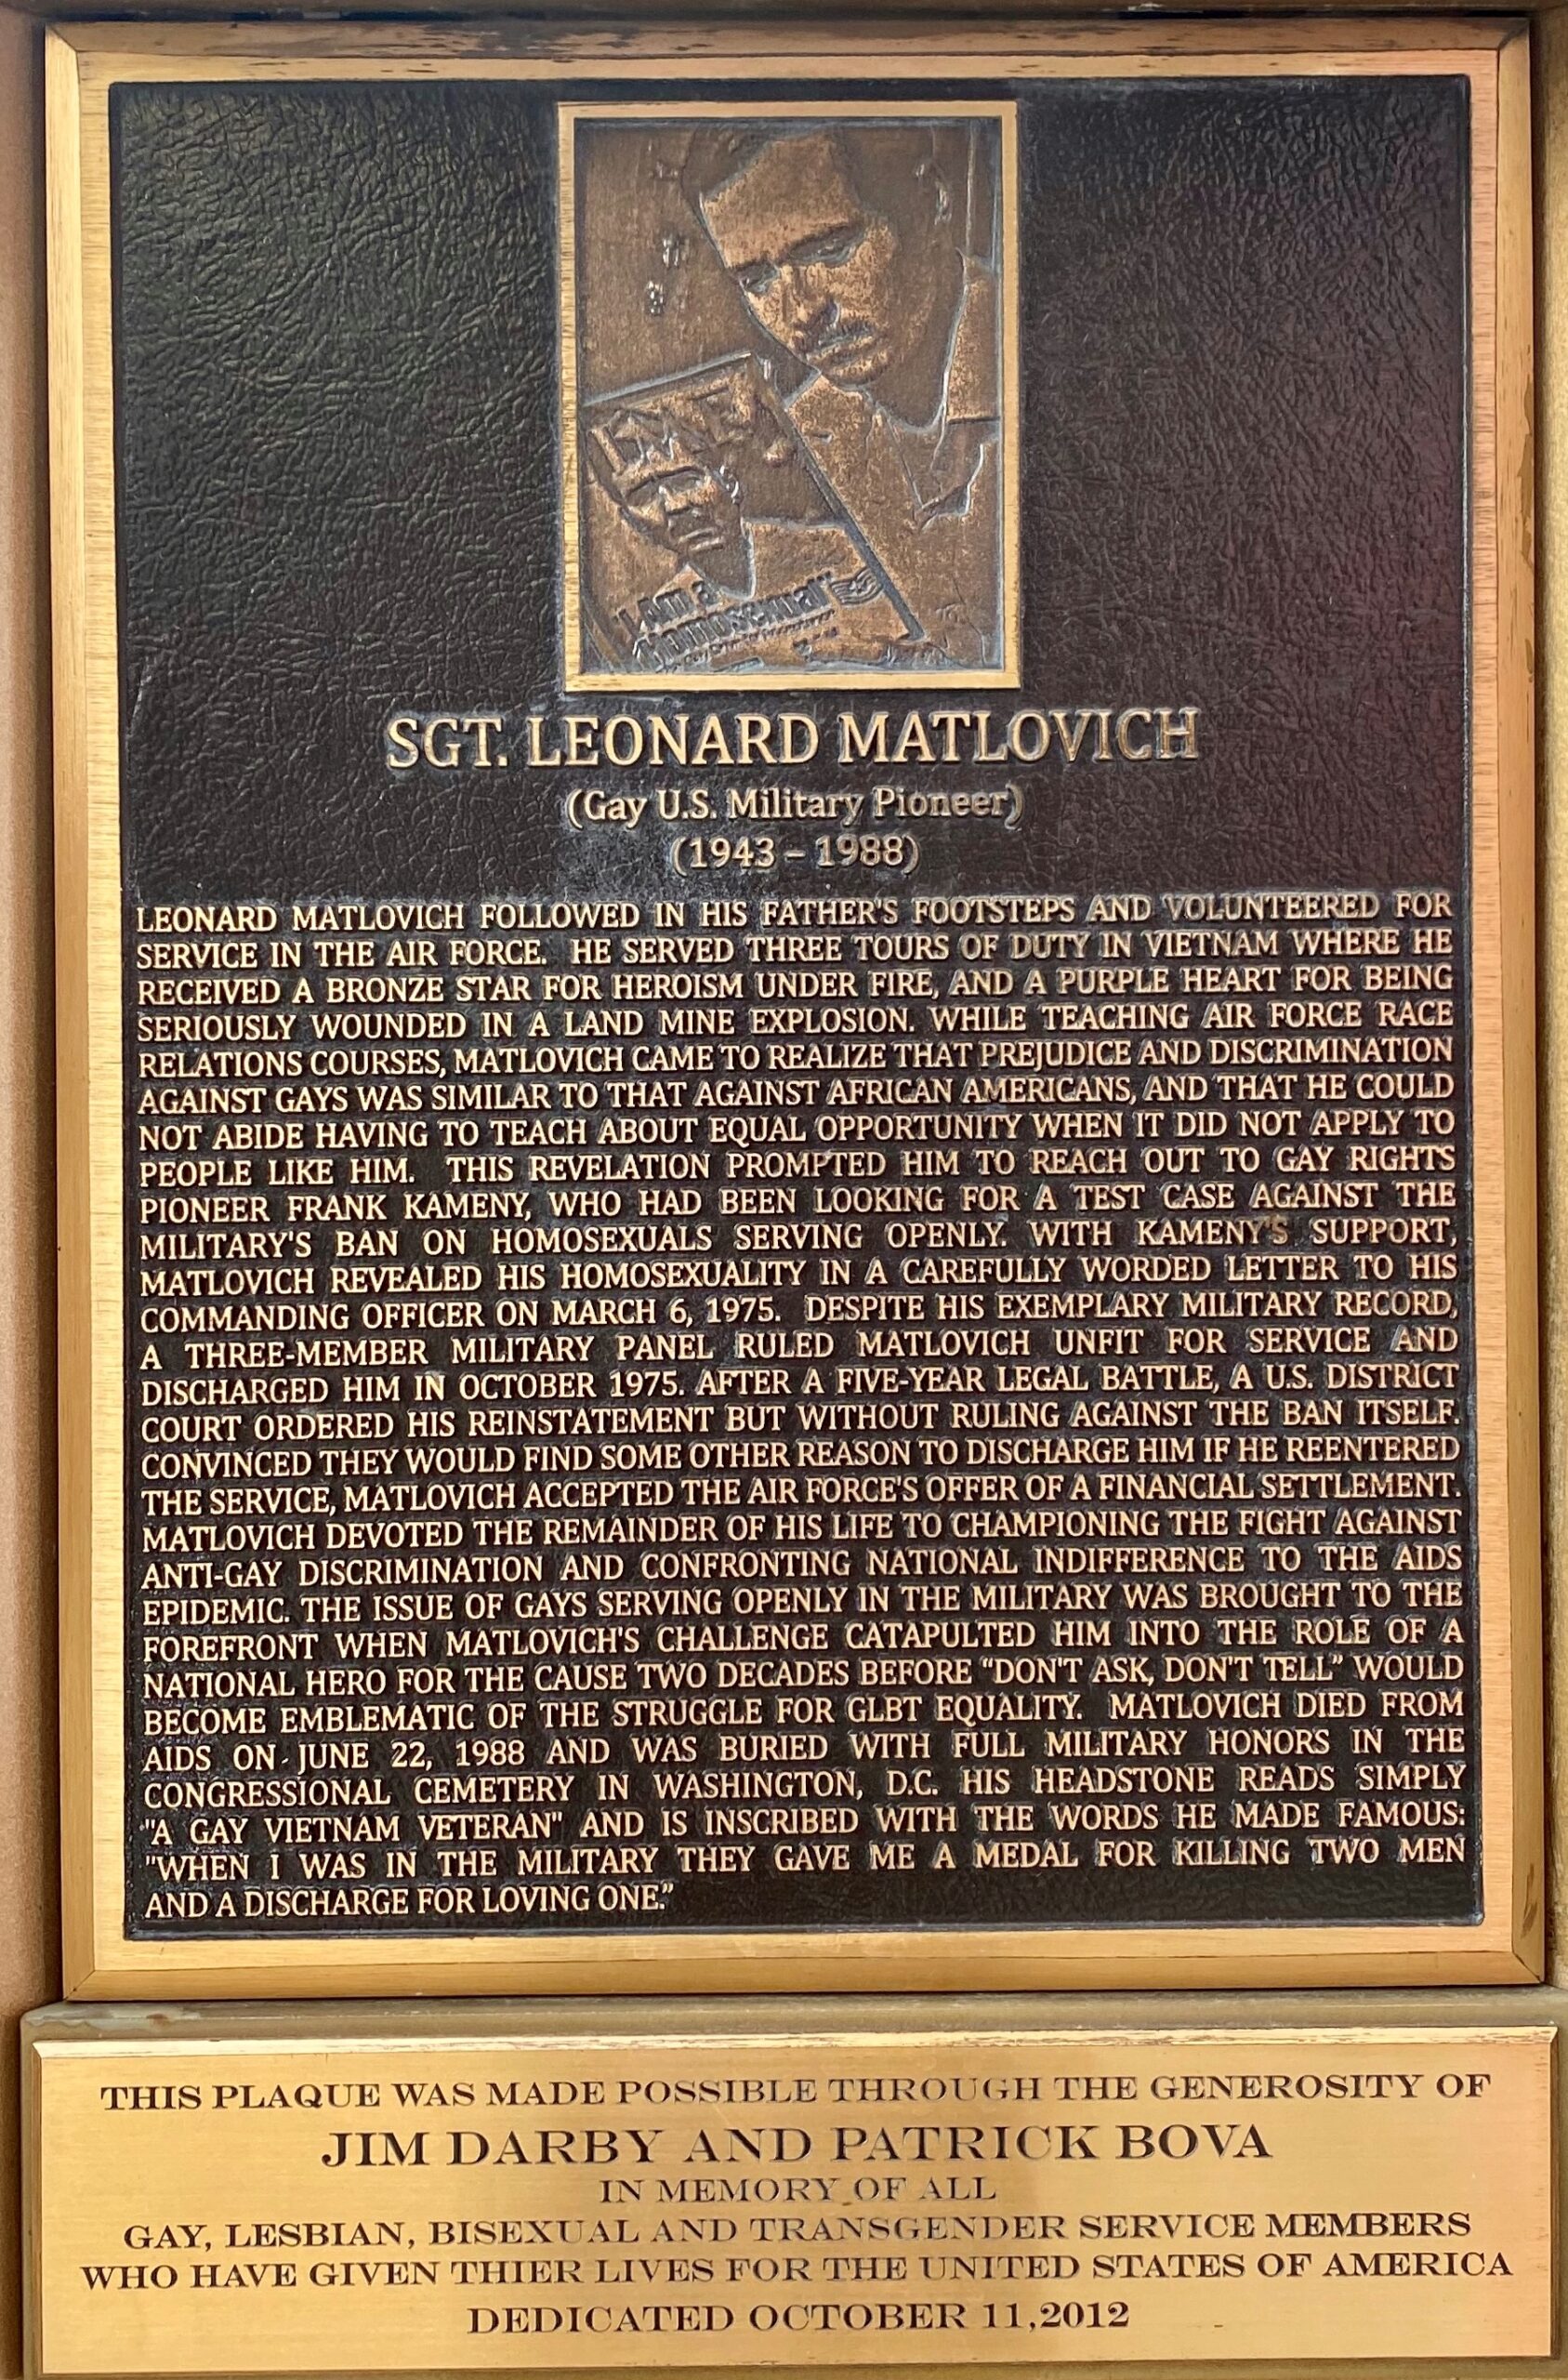 TIME
"I Am a
Homosexual"
SGT. LEONARD MATLOVICH
(Gay U.S. Military Pioneer)
(1943 – 1988)
LEONARD MATLOVICH FOLLOWED IN HIS FATHER'S FOOTSTEPS AND VOLUNTEERED FOR
SERVICE IN THE AIR FORCE. HE SERVED THREE TOURS OF DUTY IN VIETNAM WHERE HE
RECEIVED A BRONZE STAR FOR HEROISM UNDER FIRE, AND A PURPLE HEART FOR BEING
SERIOUSLY WOUNDED IN A LAND MINE EXPLOSION. WHILE TEACHING AIR FORCE RACE
RELATIONS COURSES, MATLOVICH CAME TO REALIZE THAT PREJUDICE AND DISCRIMINATION
AGAINST GAYS WAS SIMILAR TO THAT AGAINST AFRICAN AMERICANS, AND THAT HE COULD
NOT ABIDE HAVING TO TEACH ABOUT EQUAL OPPORTUNITY WHEN IT DID NOT APPLY TO
PEOPLE LIKE HIM. THIS REVELATION PROMPTED HIM TO REACH OUT TO GAY RIGHTS
PIONEER FRANK KAMENY, WHO HAD BEEN LOOKING FOR A TEST CASE AGAINST THE
MILITARY'S BAN ON HOMOSEXUALS SERVING OPENLY. WITH KAMENY'S SUPPORT,
MATLOVICH REVEALED HIS HOMOSEXUALITY IN A CAREFULLY WORDED LETTER TO HIS
COMMANDING OFFICER ON MARCH 6, 1975. DESPITE HIS EXEMPLARY MILITARY RECORD,
A THREE-MEMBER MILITARY PANEL RULED MATLOVICH UNFIT FOR SERVICE AND
DISCHARGED HIM IN OCTOBER 1975. AFTER A FIVE-YEAR LEGAL BATTLE, A U.S. DISTRICT
COURT ORDERED HIS REINSTATEMENT BUT WITHOUT RULING AGAINST THE BAN ITSELF.
CONVINCED THEY WOULD FIND SOME OTHER REASON TO DISCHARGE HIM IF HE REENTERED
THE SERVICE, MATLOVICH ACCEPTED THE AIR FORCE'S OFFER OF A FINANCIAL SETTLEMENT.
MATLOVICH DEVOTED THE REMAINDER OF HIS LIFE TO CHAMPIONING THE FIGHT AGAINST
ANTI-GAY DISCRIMINATION AND CONFRONTING NATIONAL INDIFFERENCE TO THE AIDS
EPIDEMIC. THE ISSUE OF GAYS SERVING OPENLY IN THE MILITARY WAS BROUGHT TO THE
FOREFRONT WHEN MATLOVICH'S CHALLENGE CATAPULTED HIM INTO THE ROLE OF A
NATIONAL HERO FOR THE CAUSE TWO DECADES BEFORE “DON'T ASK, DON'T TELL” WOULD
BECOME EMBLEMATIC OF THE STRUGGLE FOR GLBT EQUALITY. MATLOVICH DIED FROM
AIDS ON JUNE 22, 1988 AND WAS BURIED WITH FULL MILITARY HONORS IN THE
CONGRESSIONAL CEMETERY IN WASHINGTON, D.C. HIS HEADSTONE READS SIMPLY
"A GAY VIETNAM VETERAN" AND IS INSCRIBED WITH THE WORDS HE MADE FAMOUS:
"WHEN I WAS IN THE MILITARY THEY GAVE ME A MEDAL FOR KILLING TWO MEN
AND A DISCHARGE FOR LOVING ONE.”
THIS PLAQUE WAS MADE POSSIBLE THROUGH THE GENEROSITY OF
JIM DARBY AND PATRICK BOVA
IN MEMORY OF ALL
GAY, LESBIAN, BISEXUAL AND TRANSGENDER SERVICE MEMBERS
WHO HAVE GIVEN THIER LIVES FOR THE UNITED STATES OF AMERICA
DEDICATED OCTOBER 11,2012